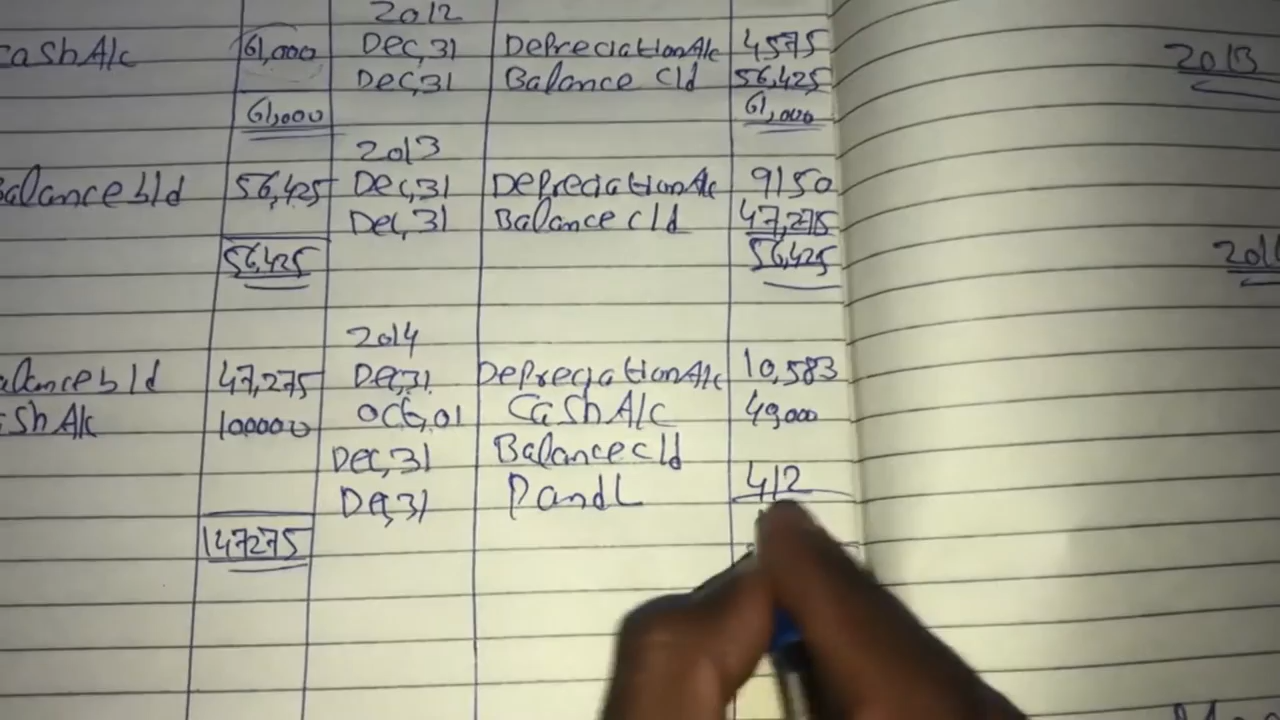 2012
Cash A/c 61,000 Dec,31 Depreciation A/c 4575
Dec,31 Balance c/d 56,425
61,000 61,000
2013
2013
Balance b/d 56,425 Dec,31 Depreciation A/c 9150
Dec,31 Balance c/d 47,275
56,425 56,425
2014
alance b/d 47,275 Dec,31 Depreciation A/c 10,583
sh A/c 100000 Oct,01 Cash A/c 49,000
Dec,31 Balance c/d
Dec,31 P and L 412
147275